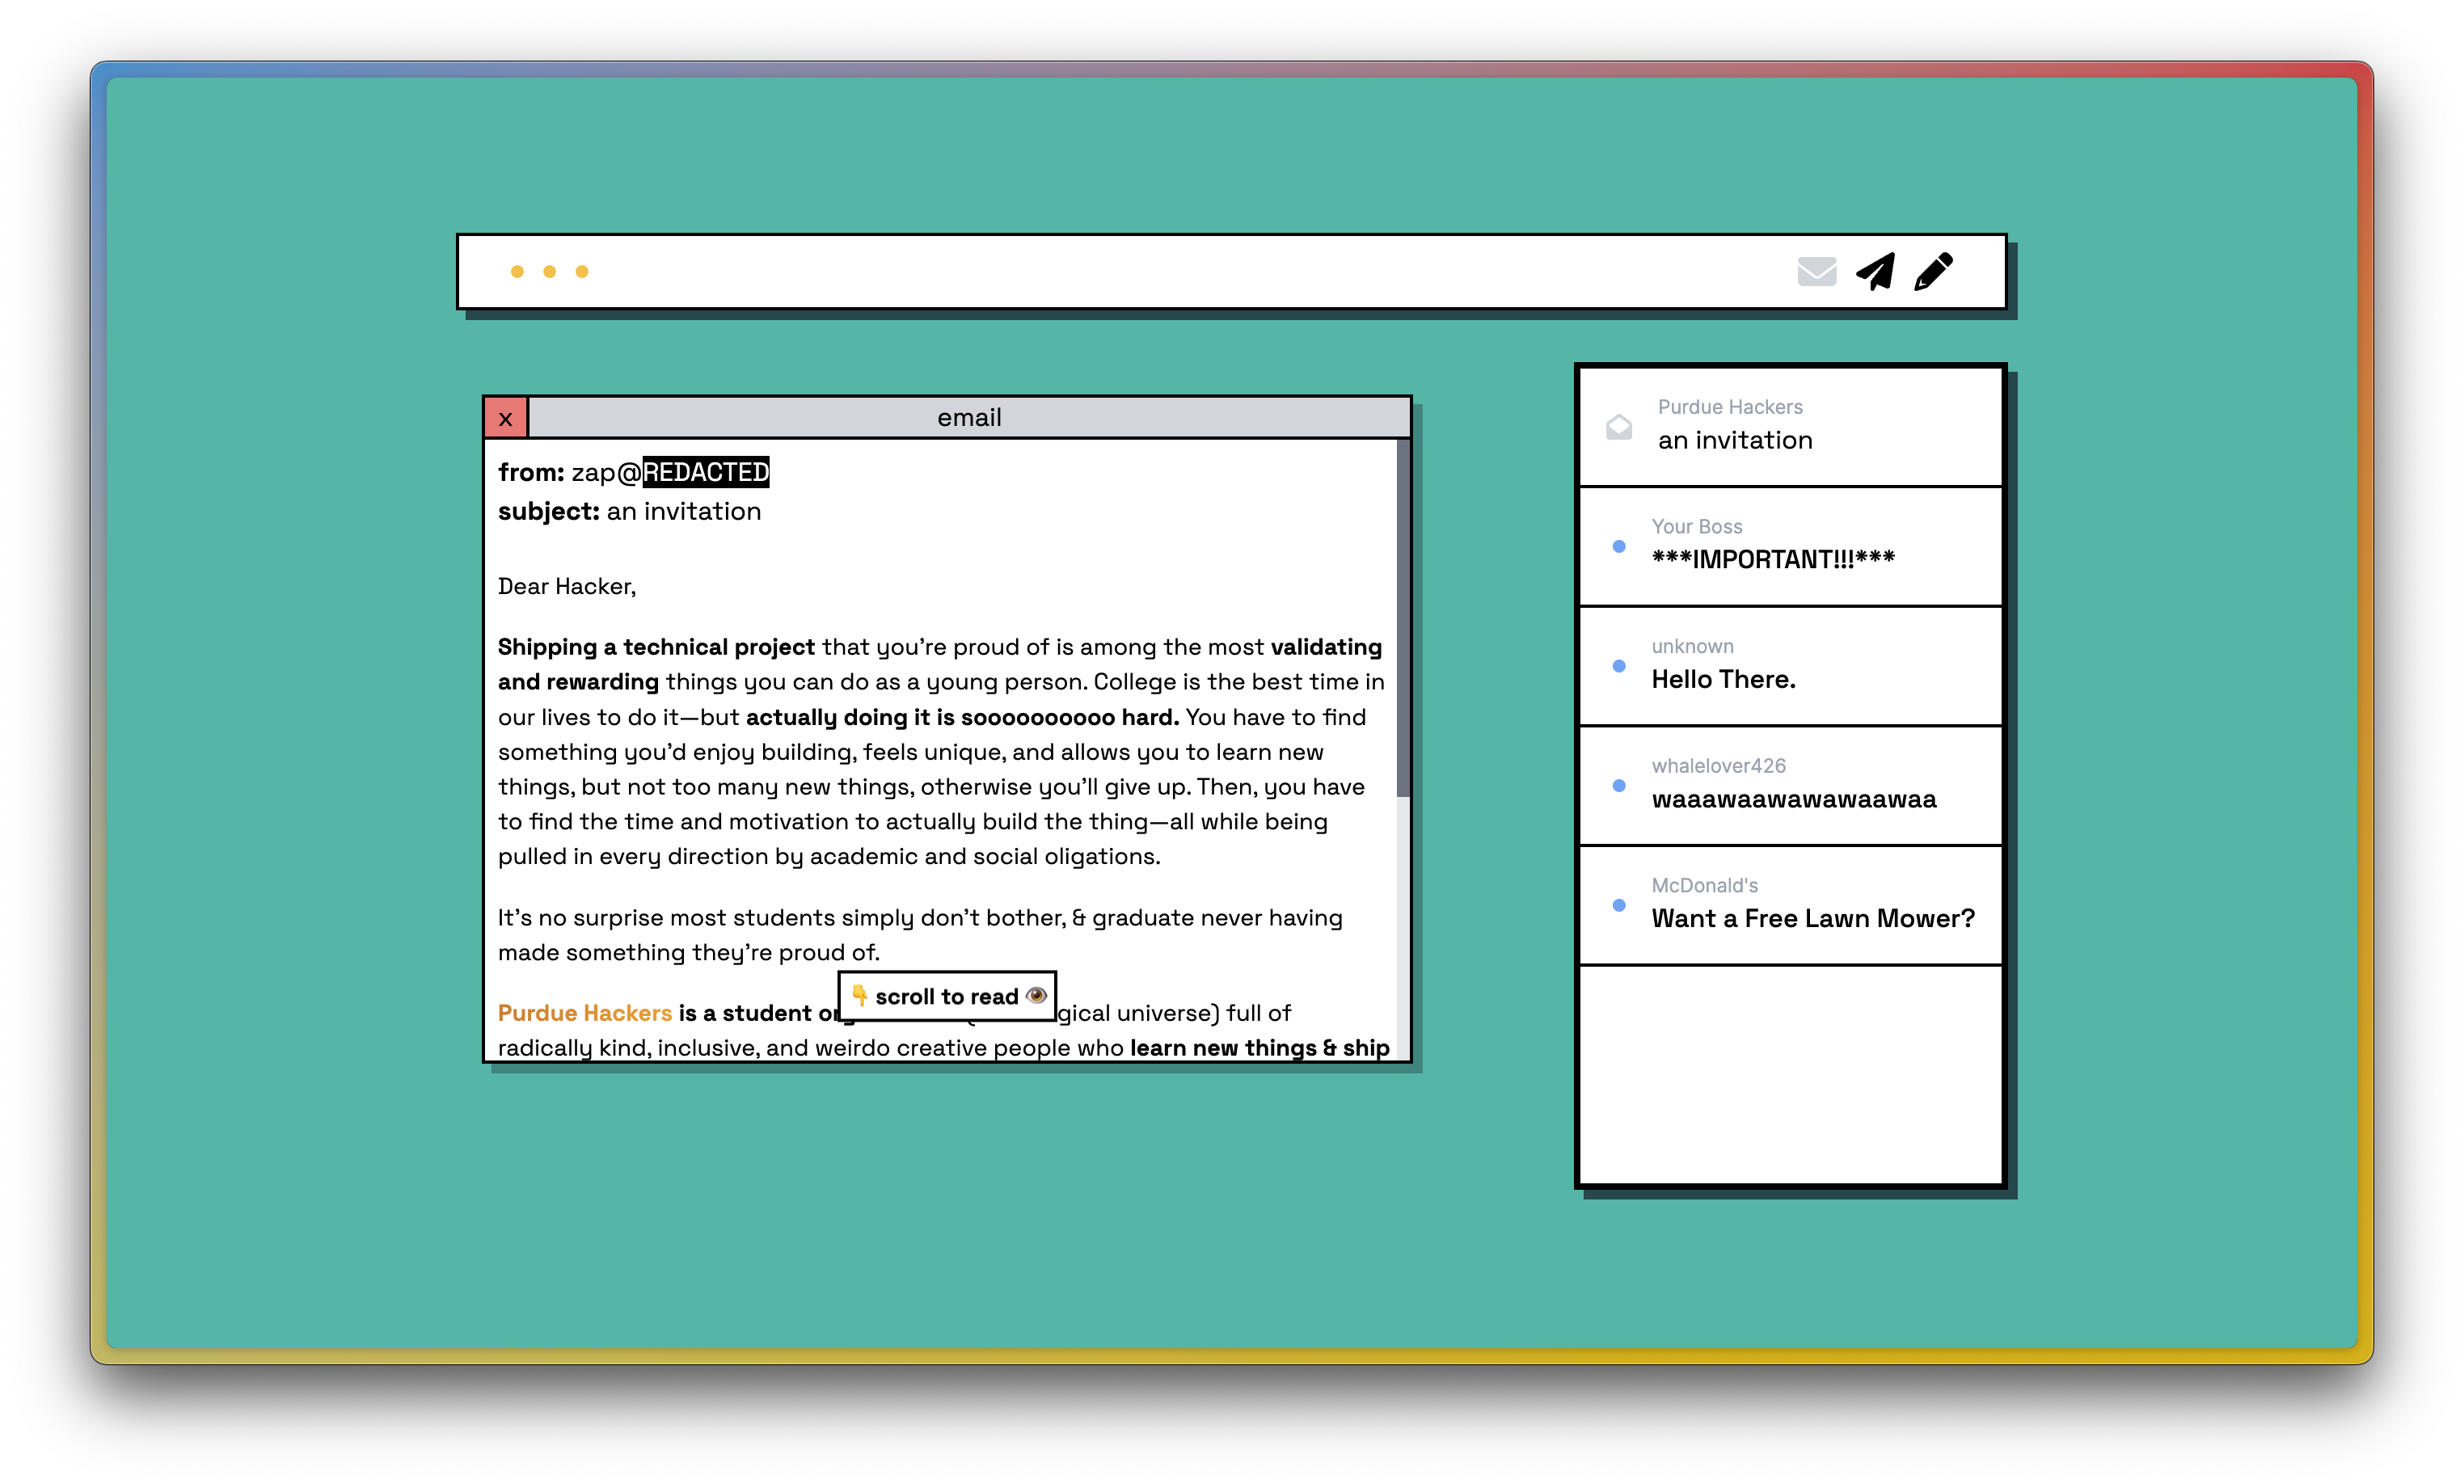 x
email
from: zap@REDACTED
subject: an invitation
Dear Hacker,
Shipping a technical project that you’re proud of is among the most validating
and rewarding things you can do as a young person. College is the best time in
our lives to do it—but actually doing it is soooooooooo hard. You have to find
something you’d enjoy building, feels unique, and allows you to learn new
things, but not too many new things, otherwise you’ll give up. Then, you have
to find the time and motivation to actually build the thing—all while being
pulled in every direction by academic and social oligations.
It’s no surprise most students simply don’t bother, & graduate never having
made something they’re proud of.
👇 scroll to read 👁️
Purdue Hackers is a student universe) full of
radically kind, inclusive, and weirdo creative people who learn new things & ship
Purdue Hackers
an invitation
Your Boss
***IMPORTANT!!!***
unknown
Hello There.
whalelover426
waaawaawawawaawaa
McDonald's
Want a Free Lawn Mower?